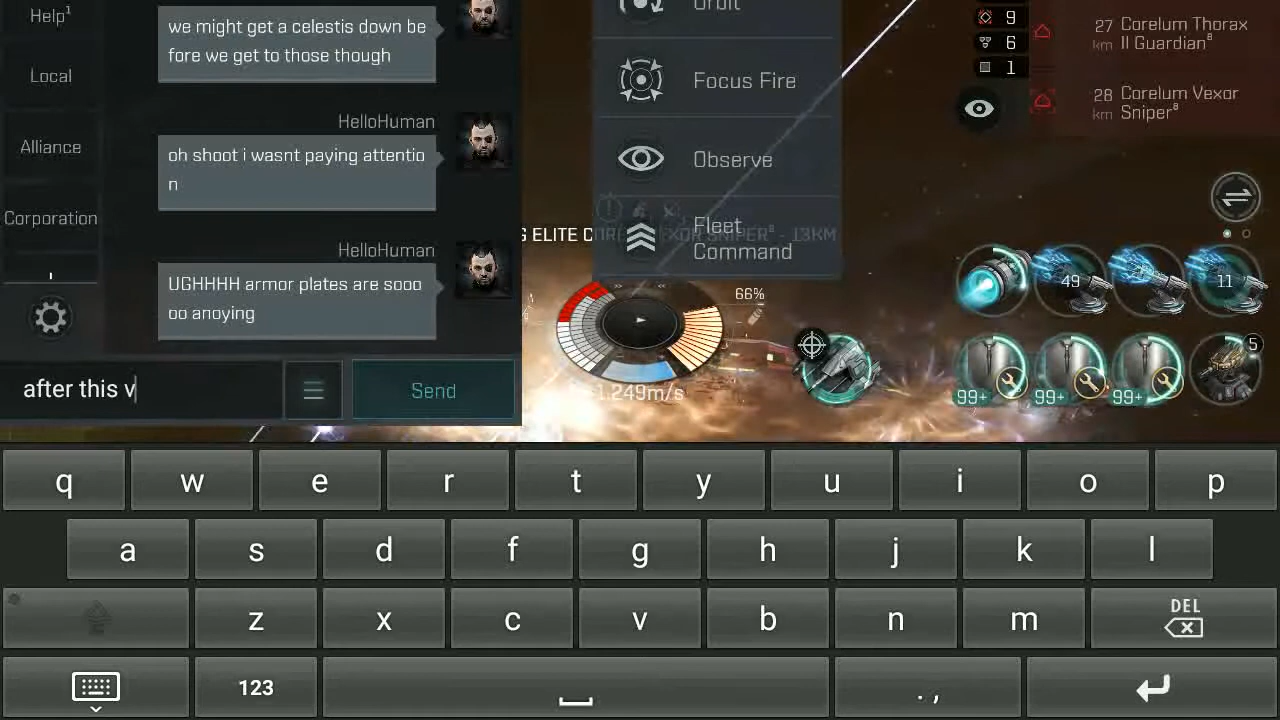 Help¹
Local
Alliance
Corporation
we might get a celestis down be
fore we get to those though
HelloHuman
oh shoot i wasnt paying attentio
n
HelloHuman
UGHHHH armor plates are sooo
oo anoying
after this v
Send
Orbit
Focus Fire
Observe
Fleet
Command
ELITE
SNIPER⁸ - 13KM
66%
1.249m/s
9
6
1
27 km Corelum Thorax
II Guardian⁸
28 km Corelum Vexor
Sniper⁸
49
11
99+
99+
99+
5
q w e r t y u i o p
a s d f g h j k l
z x c v b n m DEL
123 . ,